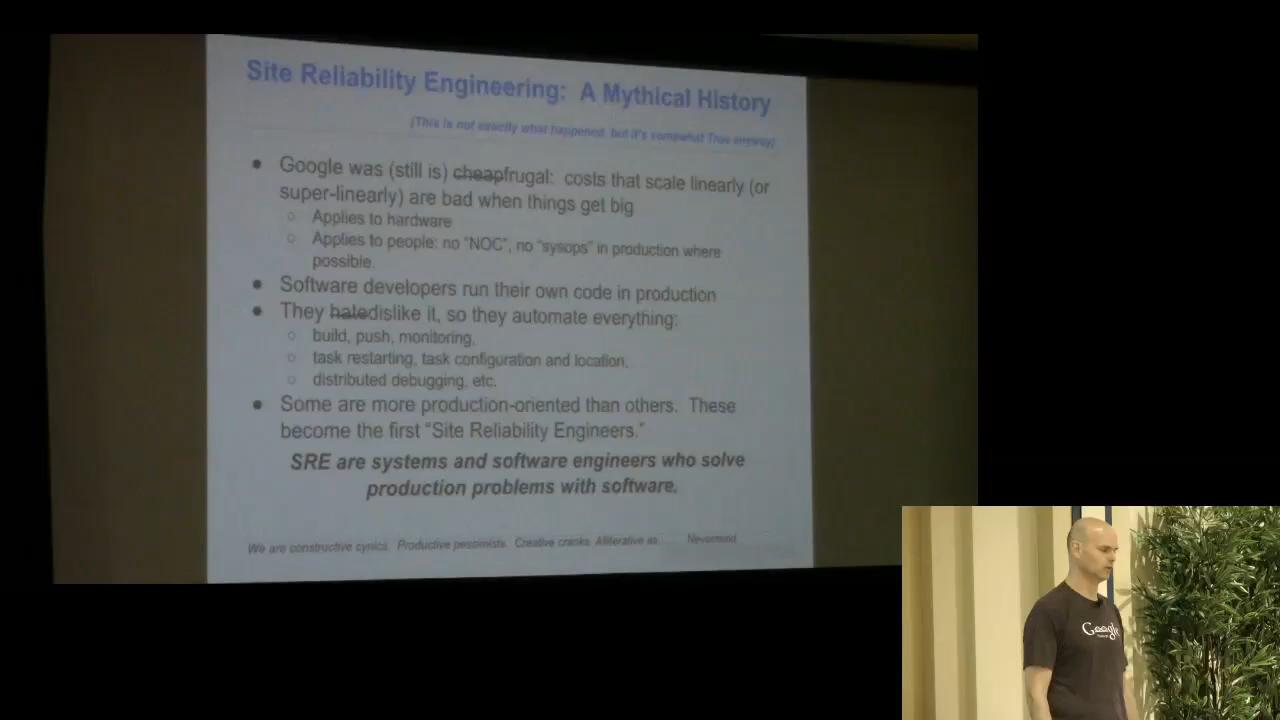 Site Reliability Engineering: A Mythical History
(This is not exactly what happened, but it's somewhat True anyway)
● Google was (still is) cheapfrugal: costs that scale linearly (or
super-linearly) are bad when things get big
○ Applies to hardware
○ Applies to people: no “NOC”, no “sysops” in production where
possible.
● Software developers run their own code in production
● They hatedislike it, so they automate everything:
○ build, push, monitoring,
○ task restarting, task configuration and location,
○ distributed debugging, etc.
● Some are more production-oriented than others. These
become the first “Site Reliability Engineers.”
SRE are systems and software engineers who solve
production problems with software.
We are constructive cynics. Productive pessimists. Creative cranks. Alliterative as...... Nevermind.
Google